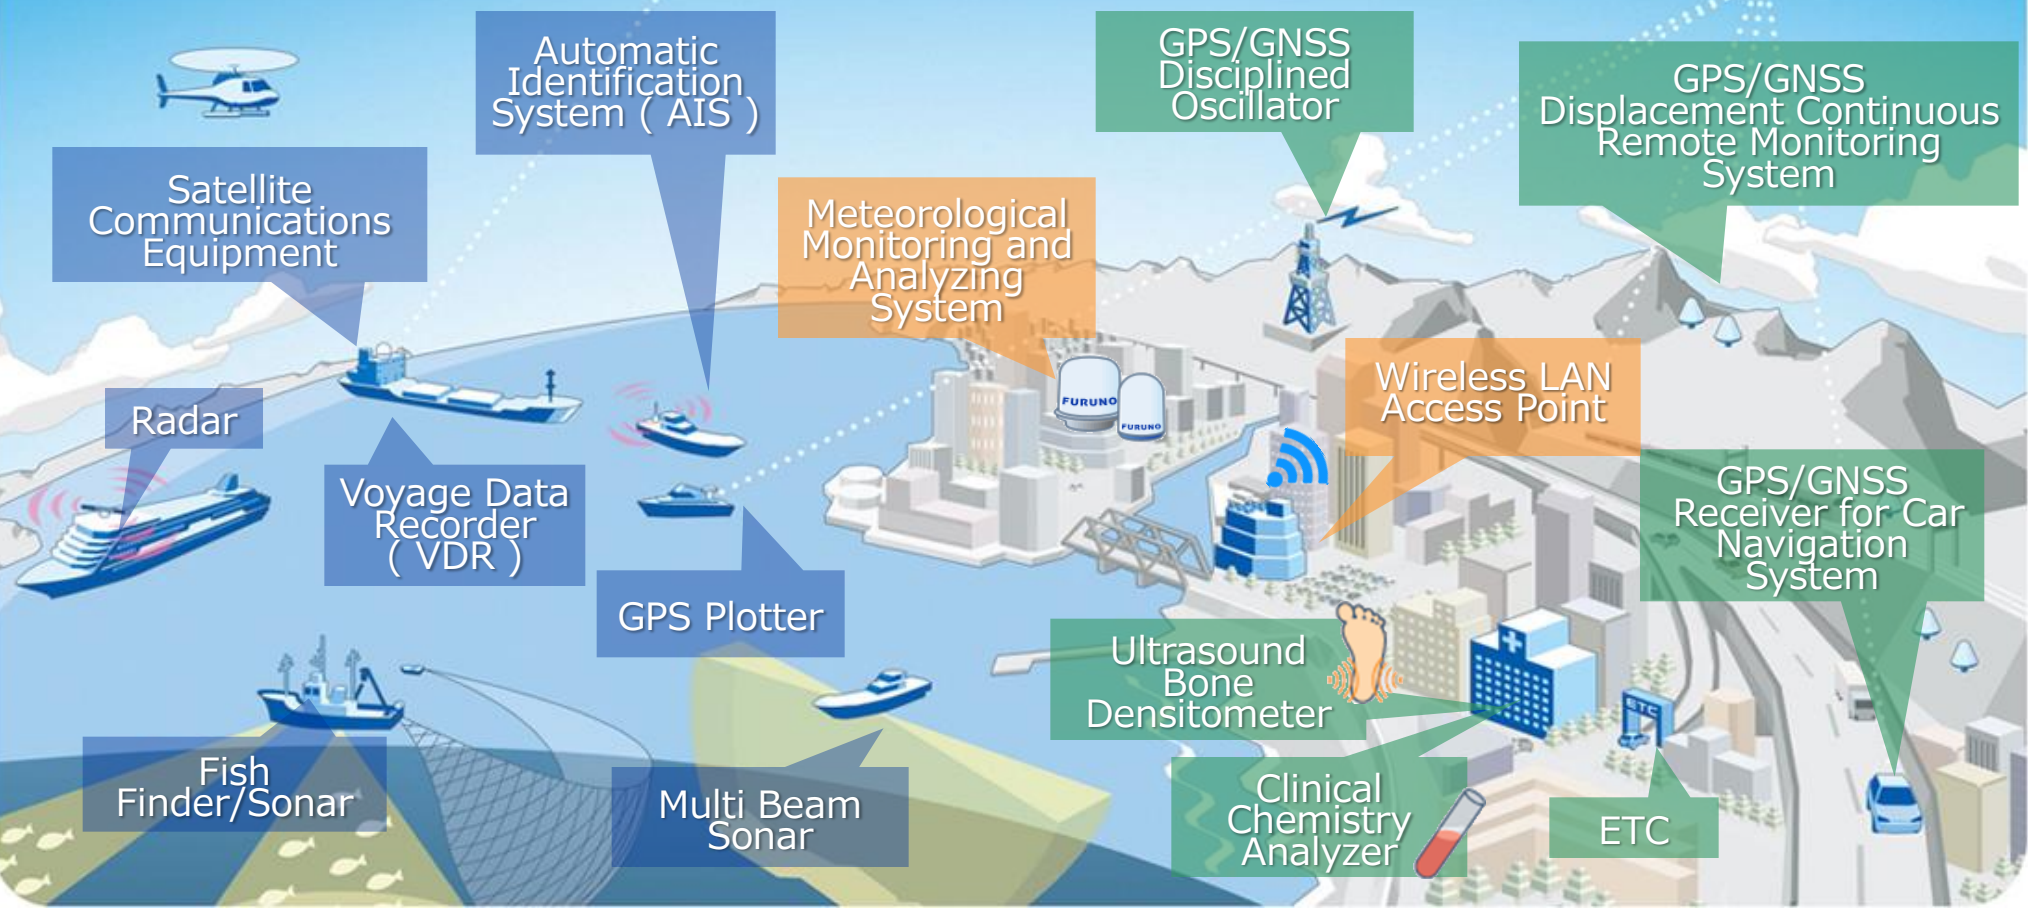 Automatic
Identification
System ( AIS )
GPS/GNSS
Disciplined
Oscillator
GPS/GNSS
Displacement Continuous
Remote Monitoring
System
Satellite
Communications
Equipment
Meteorological
Monitoring and
Analyzing
System
Wireless LAN
Access Point
FURUNO
FURUNO
Radar
Voyage Data
Recorder
( VDR )
GPS/GNSS
Receiver for Car
Navigation
System
GPS Plotter
Ultrasound
Bone
Densitometer
ETC
Fish
Finder/Sonar
Multi Beam
Sonar
Clinical
Chemistry
Analyzer
ETC